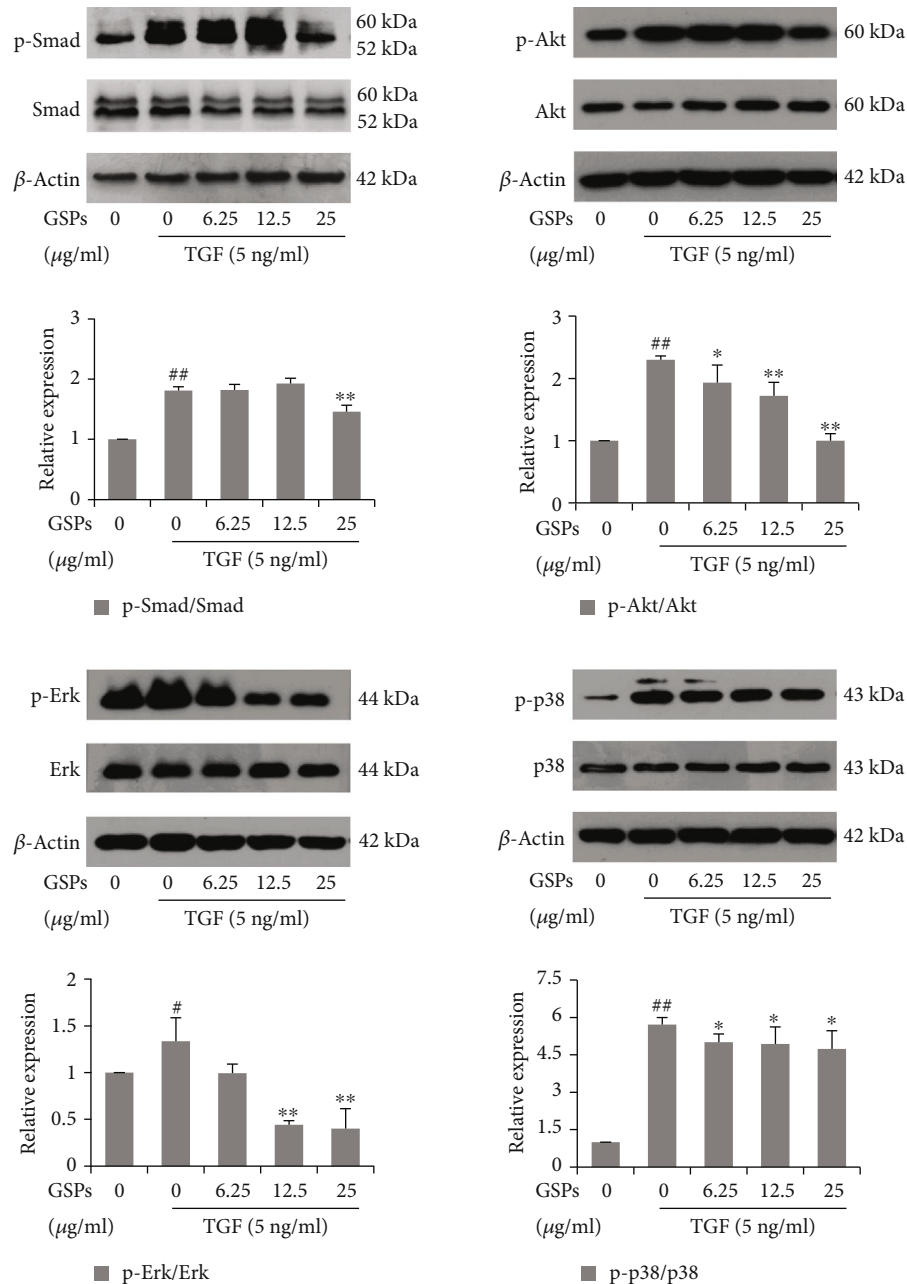 p-Smad
60 kDa
52 kDa
Smad
60 kDa
52 kDa
β-Actin
42 kDa
GSPs 0 0 6.25 12.5 25
(μg/ml) TGF (5 ng/ml)
p-Akt
60 kDa
Akt
60 kDa
β-Actin
42 kDa
GSPs 0 0 6.25 12.5 25
(μg/ml) TGF (5 ng/ml)
Relative expression
3
2
1
0
##
**
GSPs 0 0 6.25 12.5 25
(μg/ml) TGF (5 ng/ml)
p-Smad/Smad
Relative expression
3
2
1
0
##
*
**
**
GSPs 0 0 6.25 12.5 25
(μg/ml) TGF (5 ng/ml)
p-Akt/Akt
p-Erk
44 kDa
Erk
44 kDa
β-Actin
42 kDa
GSPs 0 0 6.25 12.5 25
(μg/ml) TGF (5 ng/ml)
p-p38
43 kDa
p38
43 kDa
β-Actin
42 kDa
GSPs 0 0 6.25 12.5 25
(μg/ml) TGF (5 ng/ml)
Relative expression
2
1.5
1
0.5
0
#
**
**
GSPs 0 0 6.25 12.5 25
(μg/ml) TGF (5 ng/ml)
p-Erk/Erk
Relative expression
7.5
6
4.5
3
1.5
0
##
*
*
*
GSPs 0 0 6.25 12.5 25
(μg/ml) TGF (5 ng/ml)
p-p38/p38